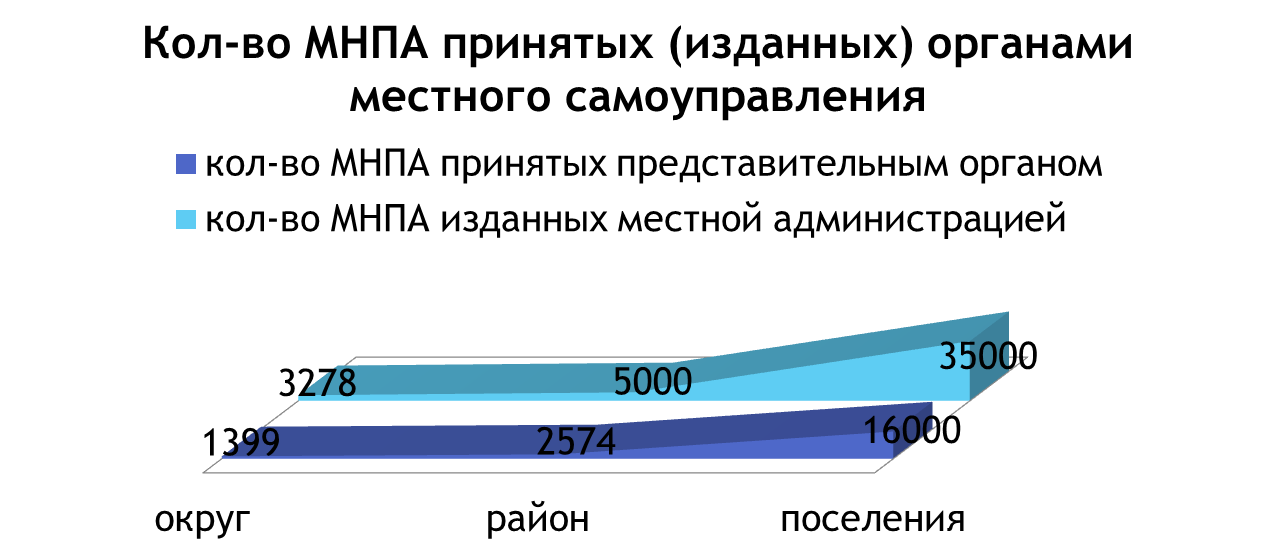 Кол-во МНПА принятых (изданных) органами
местного самоуправления
кол-во МНПА принятых представительным органом
кол-во МНПА изданных местной администрацией
3278 5000 35000
1399 2574 16000
округ район поселения